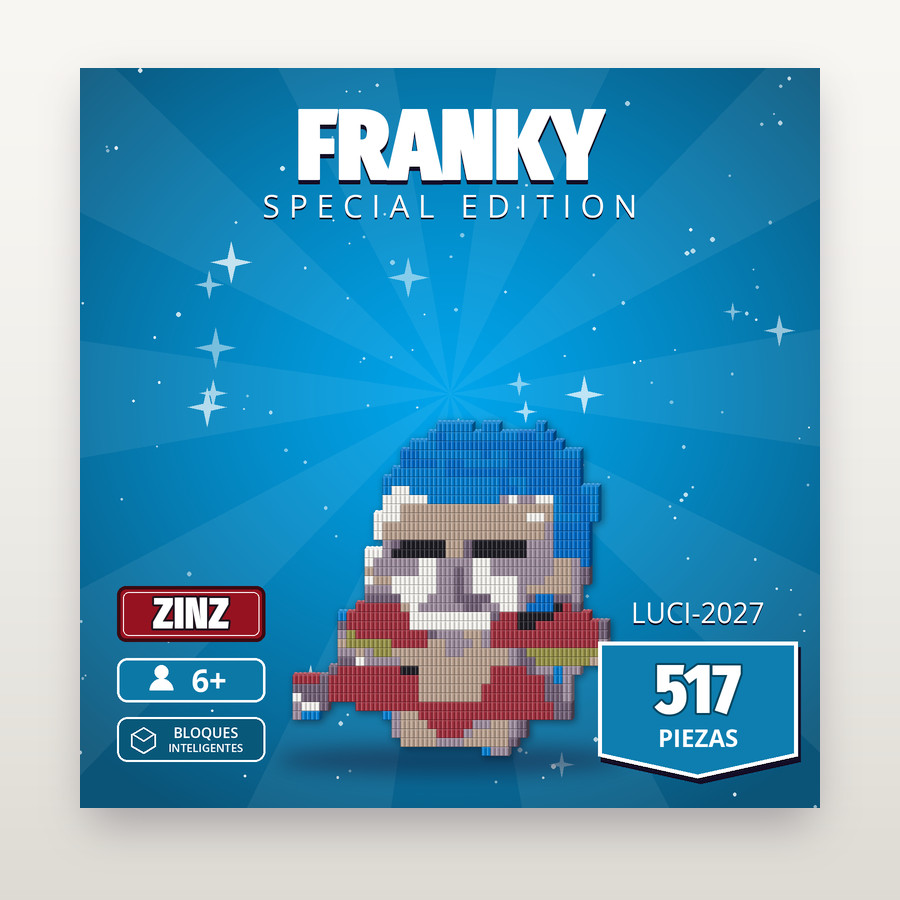 FRANKY
SPECIAL EDITION
ZINZ
6+
BLOQUES
INTELIGENTES
LUCI-2027
517
PIEZAS